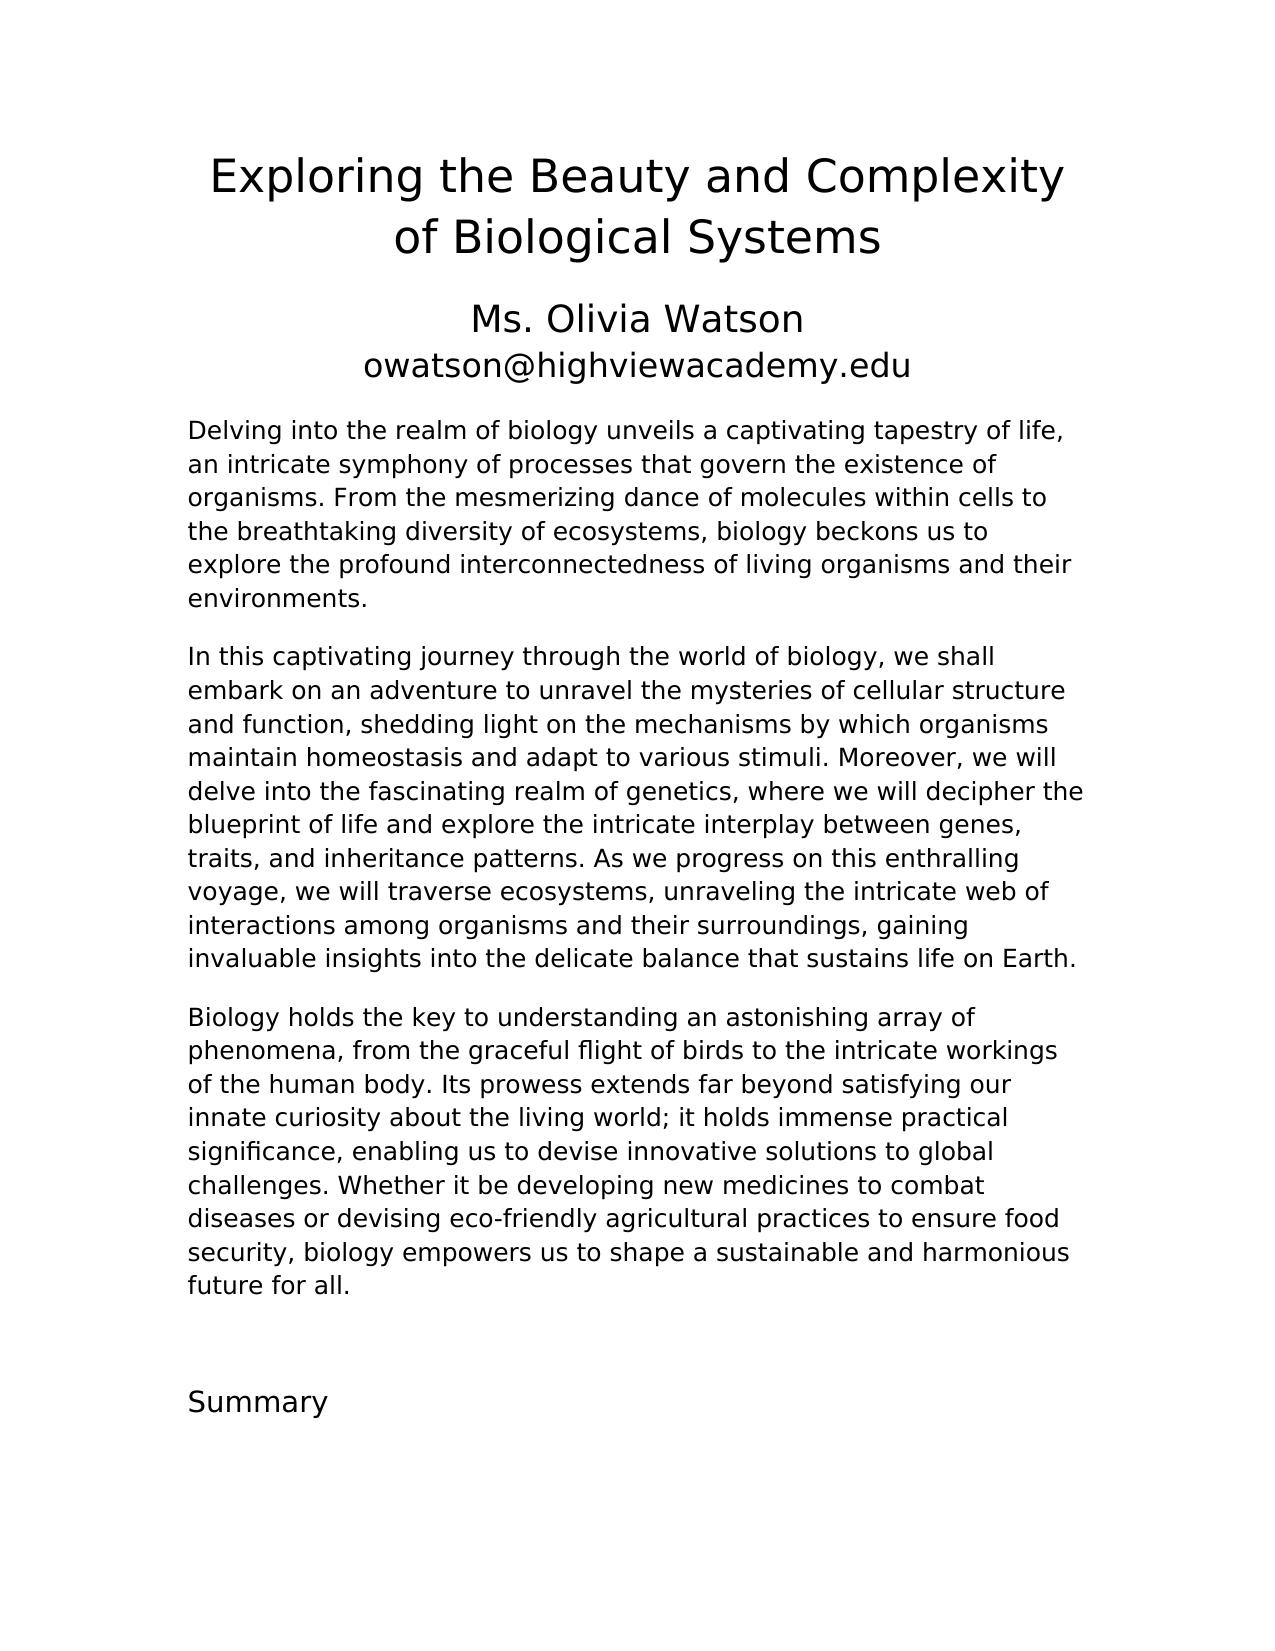 Exploring the Beauty and Complexity
of Biological Systems
Ms. Olivia Watson
owatson@highviewacademy.edu
Delving into the realm of biology unveils a captivating tapestry of life,
an intricate symphony of processes that govern the existence of
organisms. From the mesmerizing dance of molecules within cells to
the breathtaking diversity of ecosystems, biology beckons us to
explore the profound interconnectedness of living organisms and their
environments.
In this captivating journey through the world of biology, we shall
embark on an adventure to unravel the mysteries of cellular structure
and function, shedding light on the mechanisms by which organisms
maintain homeostasis and adapt to various stimuli. Moreover, we will
delve into the fascinating realm of genetics, where we will decipher the
blueprint of life and explore the intricate interplay between genes,
traits, and inheritance patterns. As we progress on this enthralling
voyage, we will traverse ecosystems, unraveling the intricate web of
interactions among organisms and their surroundings, gaining
invaluable insights into the delicate balance that sustains life on Earth.
Biology holds the key to understanding an astonishing array of
phenomena, from the graceful flight of birds to the intricate workings
of the human body. Its prowess extends far beyond satisfying our
innate curiosity about the living world; it holds immense practical
significance, enabling us to devise innovative solutions to global
challenges. Whether it be developing new medicines to combat
diseases or devising eco-friendly agricultural practices to ensure food
security, biology empowers us to shape a sustainable and harmonious
future for all.
Summary